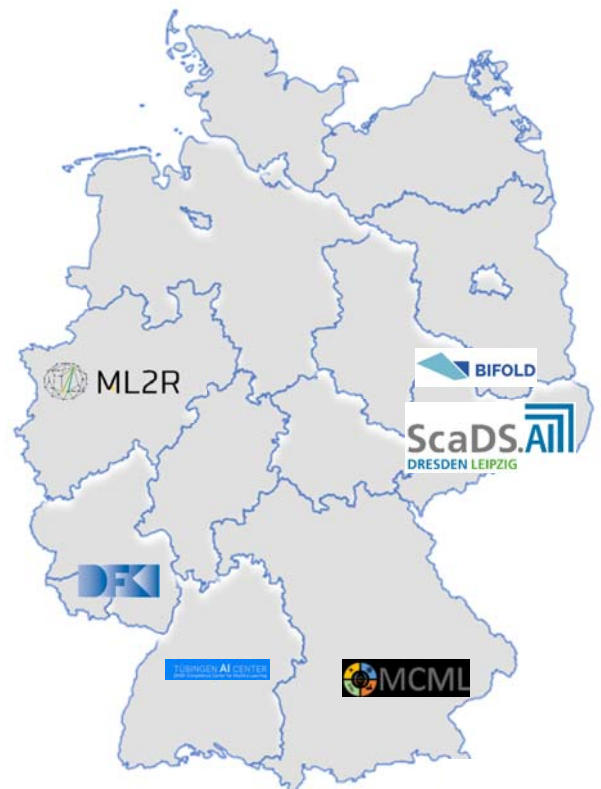 BIFOLD
ML2R
ScaDS.AI
DRESDEN LEIPZIG
DFKI
TÜBINGEN AI CENTER
MCML